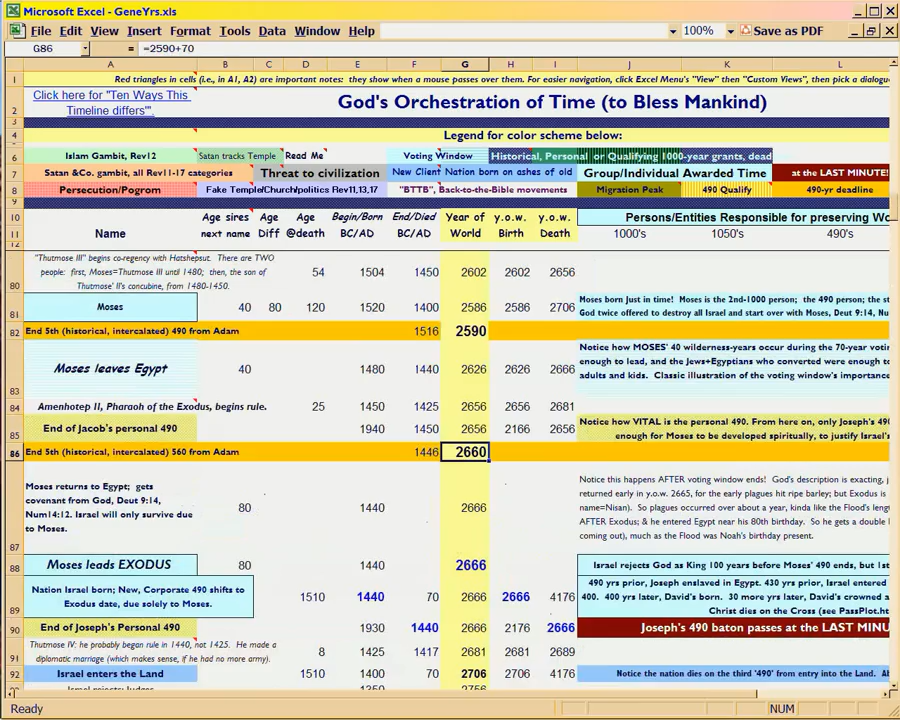 Microsoft Excel - GeneYrs.xls
File Edit View Insert Format Tools Data Window Help 100% Save as PDF
G86 = =2590+70
A B C D E F G H I J K L
1 Red triangles in cells (i.e., in A1, A2) are important notes: they show when a mouse passes over them. For easier navigation, click Excel Menu's "View" then "Custom Views", then pick a dialogue
Click here for "Ten Ways This
2 Timeline differs'". God's Orchestration of Time (to Bless Mankind)
3
4 Legend for color scheme below:
6 Islam Gambit, Rev12 Satan tracks Temple Read Me Voting Window Historical, Personal or Qualifying 1000-year grants, dead
7 Satan &Co. gambit, all Rev11-17 categories Threat to civilization New Client Nation born on ashes of old Group/Individual Awarded Time at the LAST MINUTE!
8 Persecution/Pogrom Fake Temple/Church/politics Rev11,13,17 "BTTB", Back-to-the-Bible movements Migration Peak 490 Qualify 490-yr deadline
9
10 Age sires Age Age Begin/Born End/Died Year of y.o.w. y.o.w. Persons/Entities Responsible for preserving Wo
11 Name next name Diff @death BC/AD BC/AD World Birth Death 1000's 1050's 490's
12
"Thutmose III" begins co-regency with Hatshepsut. There are TWO
people: first, Moses=Thutmose III until 1480; then, the son of 54 1504 1450 2602 2602 2656
80 Thutmose' II's concubine, from 1480-1450.
Moses born Just in time! Moses is the 2nd-1000 person; the 490 person; the st
81 Moses 40 80 120 1520 1400 2586 2586 2706 God twice offered to destroy all Israel and start over with Moses, Deut 9:14, Nu
82 End 5th (historical, intercalated) 490 from Adam 1516 2590
Notice how MOSES' 40 wilderness-years occur during the 70-year voti
Moses leaves Egypt 40 1480 1440 2626 2626 2666 enough to lead, and the Jews+Egyptians who converted were enough to
83 adults and kids. Classic illustration of the voting window's importance
84 Amenhotep II, Pharaoh of the Exodus, begins rule. 25 1450 1425 2656 2656 2681
Notice how VITAL is the personal 490. From here on, only Joseph's 49
85 End of Jacob's personal 490 1940 1450 2656 2166 2656 enough for Moses to be developed spiritually, to justify Israel's
86 End 5th (historical, intercalated) 560 from Adam 1446 2660
Notice this happens AFTER voting window ends! God's description is exacting, j
Moses returns to Egypt; gets returned early in y.o.w. 2665, for the early plagues hit ripe barley; but Exodus is
covenant from God, Deut 9:14, name=Nisan). So plagues occurred over about a year, kinda like the Flood's leng
Num14:12. Israel will only survive due 80 1440 2666 AFTER Exodus; & he entered Egypt near his 80th birthday. So he gets a double
87 to Moses. coming out), much as the Flood was Noah's birthday present.
88 Moses leads EXODUS 80 1440 2666 Israel rejects God as King 100 years before Moses' 490 ends, but 1st
490 yrs prior, Joseph enslaved in Egypt. 430 yrs prior, Israel entered
Nation Israel born; New, Corporate 490 shifts to 1510 1440 70 2666 2666 4176 400. 400 yrs later, David's born. 30 more yrs later, David's crowned a
89 Exodus date, due solely to Moses. Christ dies on the Cross (see PassPlot.ht
90 End of Joseph's Personal 490 1930 1440 2666 2176 2666 Joseph's 490 baton passes at the LAST MINU
Thutmose IV: he probably began rule in 1440, not 1425. He made a
91 diplomatic marriage (which makes sense, if he had no more army). 8 1425 1417 2681 2681 2689
92 Israel enters the Land 1510 1400 70 2706 2706 4176 Notice the nation dies on the third '490' from entry into the Land.
Israel rejects: Judges
Ready NUM